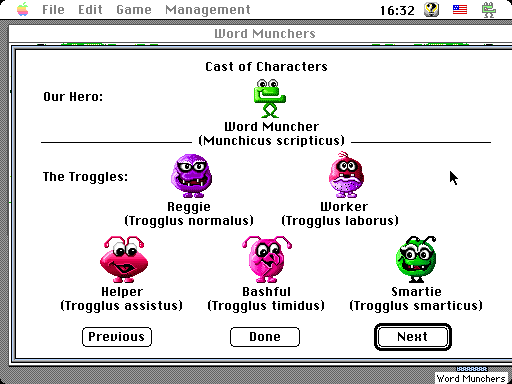 File Edit Game Management 16:32
Word Munchers
Cast of Characters
Our Hero:
Word Muncher
(Munchicus scripticus)
The Troggles:
Reggie Worker
(Trogglus normalus) (Trogglus laborus)
Helper Bashful Smartie
(Trogglus assistus) (Trogglus timidus) (Trogglus smarticus)
Previous Done Next
Word Munchers